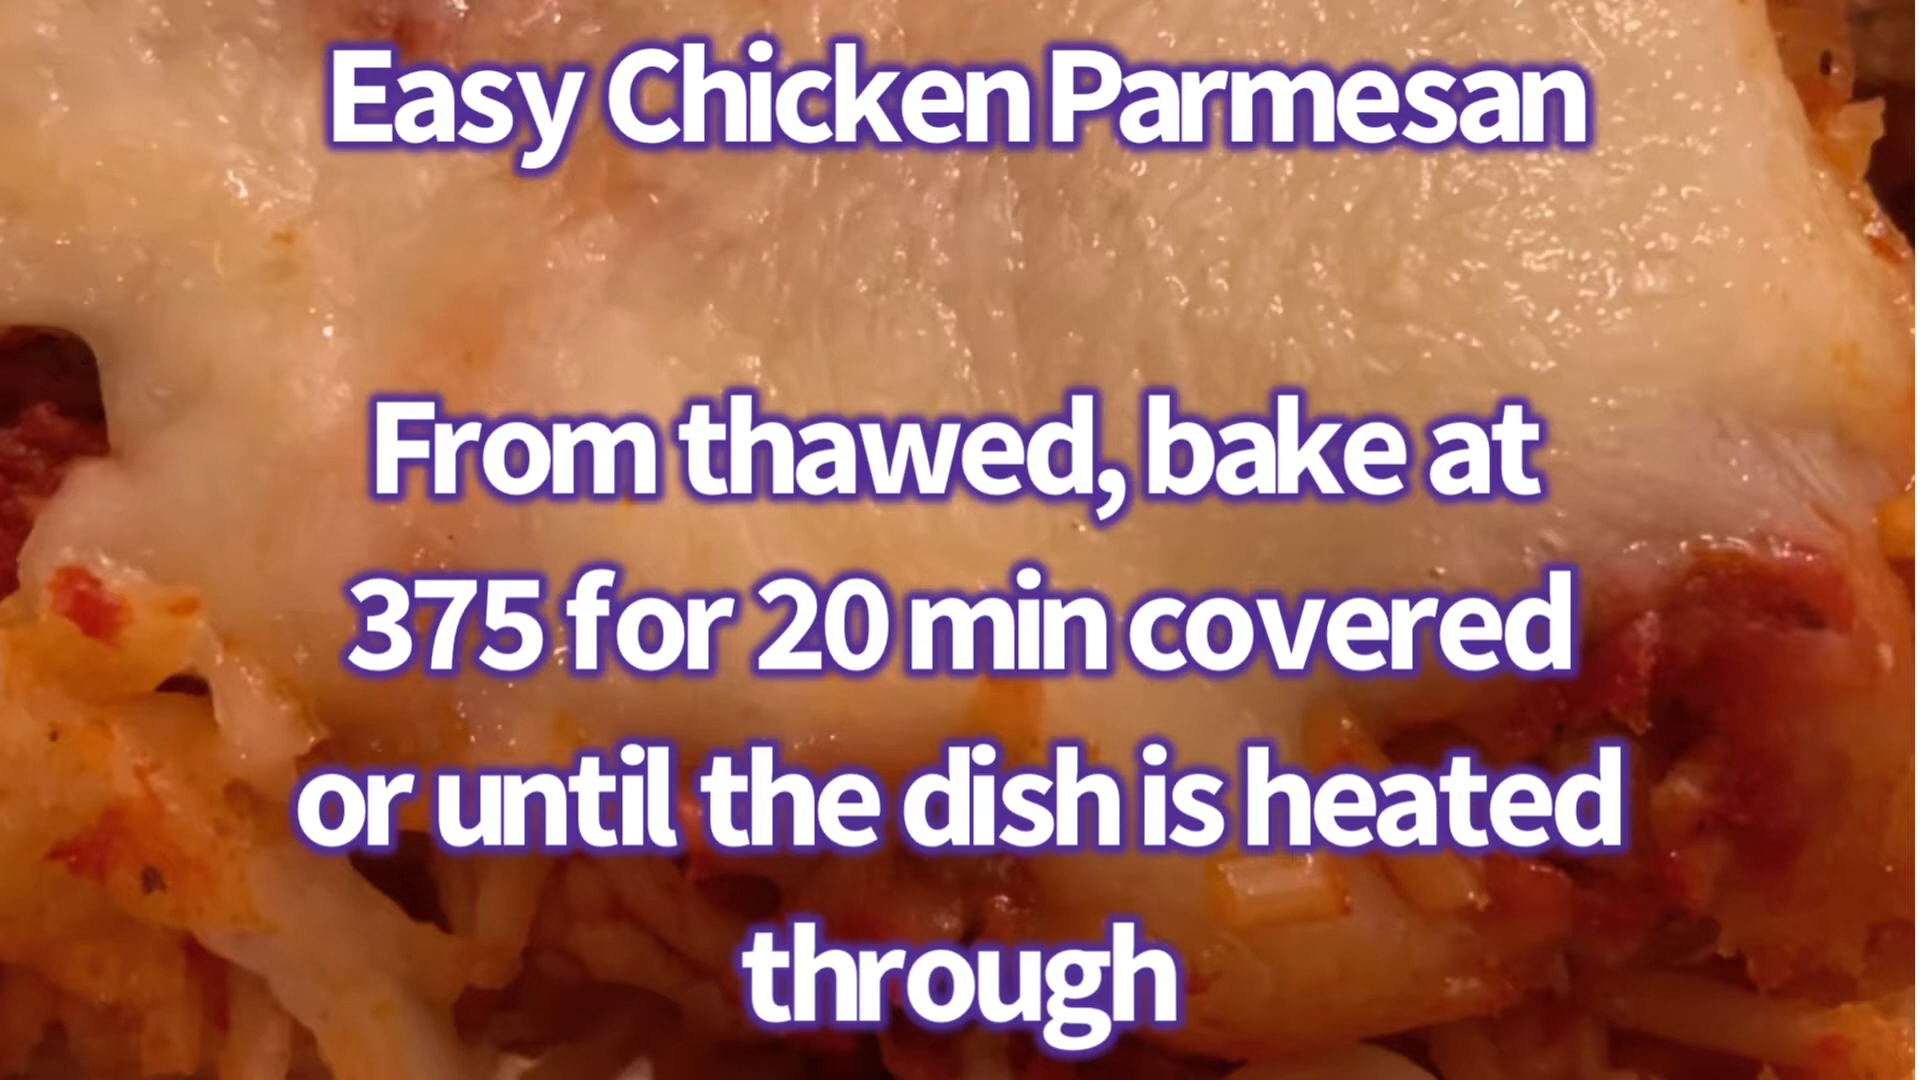 Easy Chicken Parmesan
From thawed, bake at
375 for 20 min covered
or until the dish is heated
through